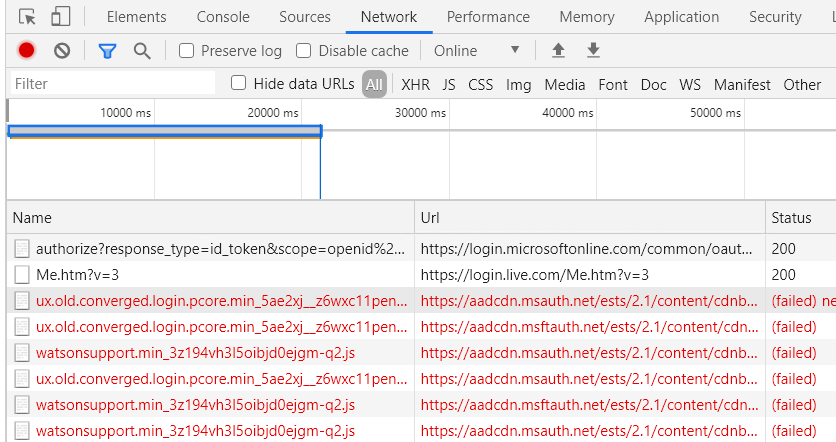 Elements Console Sources Network Performance Memory Application Security
Preserve log Disable cache Online
Filter Hide data URLs All XHR JS CSS Img Media Font Doc WS Manifest Other
10000 ms 20000 ms 30000 ms 40000 ms 50000 ms
Name Url Status
authorize?response_type=id_token&scope=openid%2... https://login.microsoftonline.com/common/oaut... 200
Me.htm?v=3 https://login.live.com/Me.htm?v=3 200
ux.old.converged.login.pcore.min_5ae2xj__z6wxc11pen... https://aadcdn.msauth.net/ests/2.1/content/cdnb... (failed) ne
ux.old.converged.login.pcore.min_5ae2xj__z6wxc11pen... https://aadcdn.msftauth.net/ests/2.1/content/cdn... (failed)
watsonsupport.min_3z194vh3l5oibjd0ejgm-q2.js https://aadcdn.msauth.net/ests/2.1/content/cdnb... (failed)
ux.old.converged.login.pcore.min_5ae2xj__z6wxc11pen... https://aadcdn.msauth.net/ests/2.1/content/cdnb... (failed)
watsonsupport.min_3z194vh3l5oibjd0ejgm-q2.js https://aadcdn.msftauth.net/ests/2.1/content/cdn... (failed)
watsonsupport.min_3z194vh3l5oibjd0ejgm-q2.js https://aadcdn.msauth.net/ests/2.1/content/cdnb... (failed)